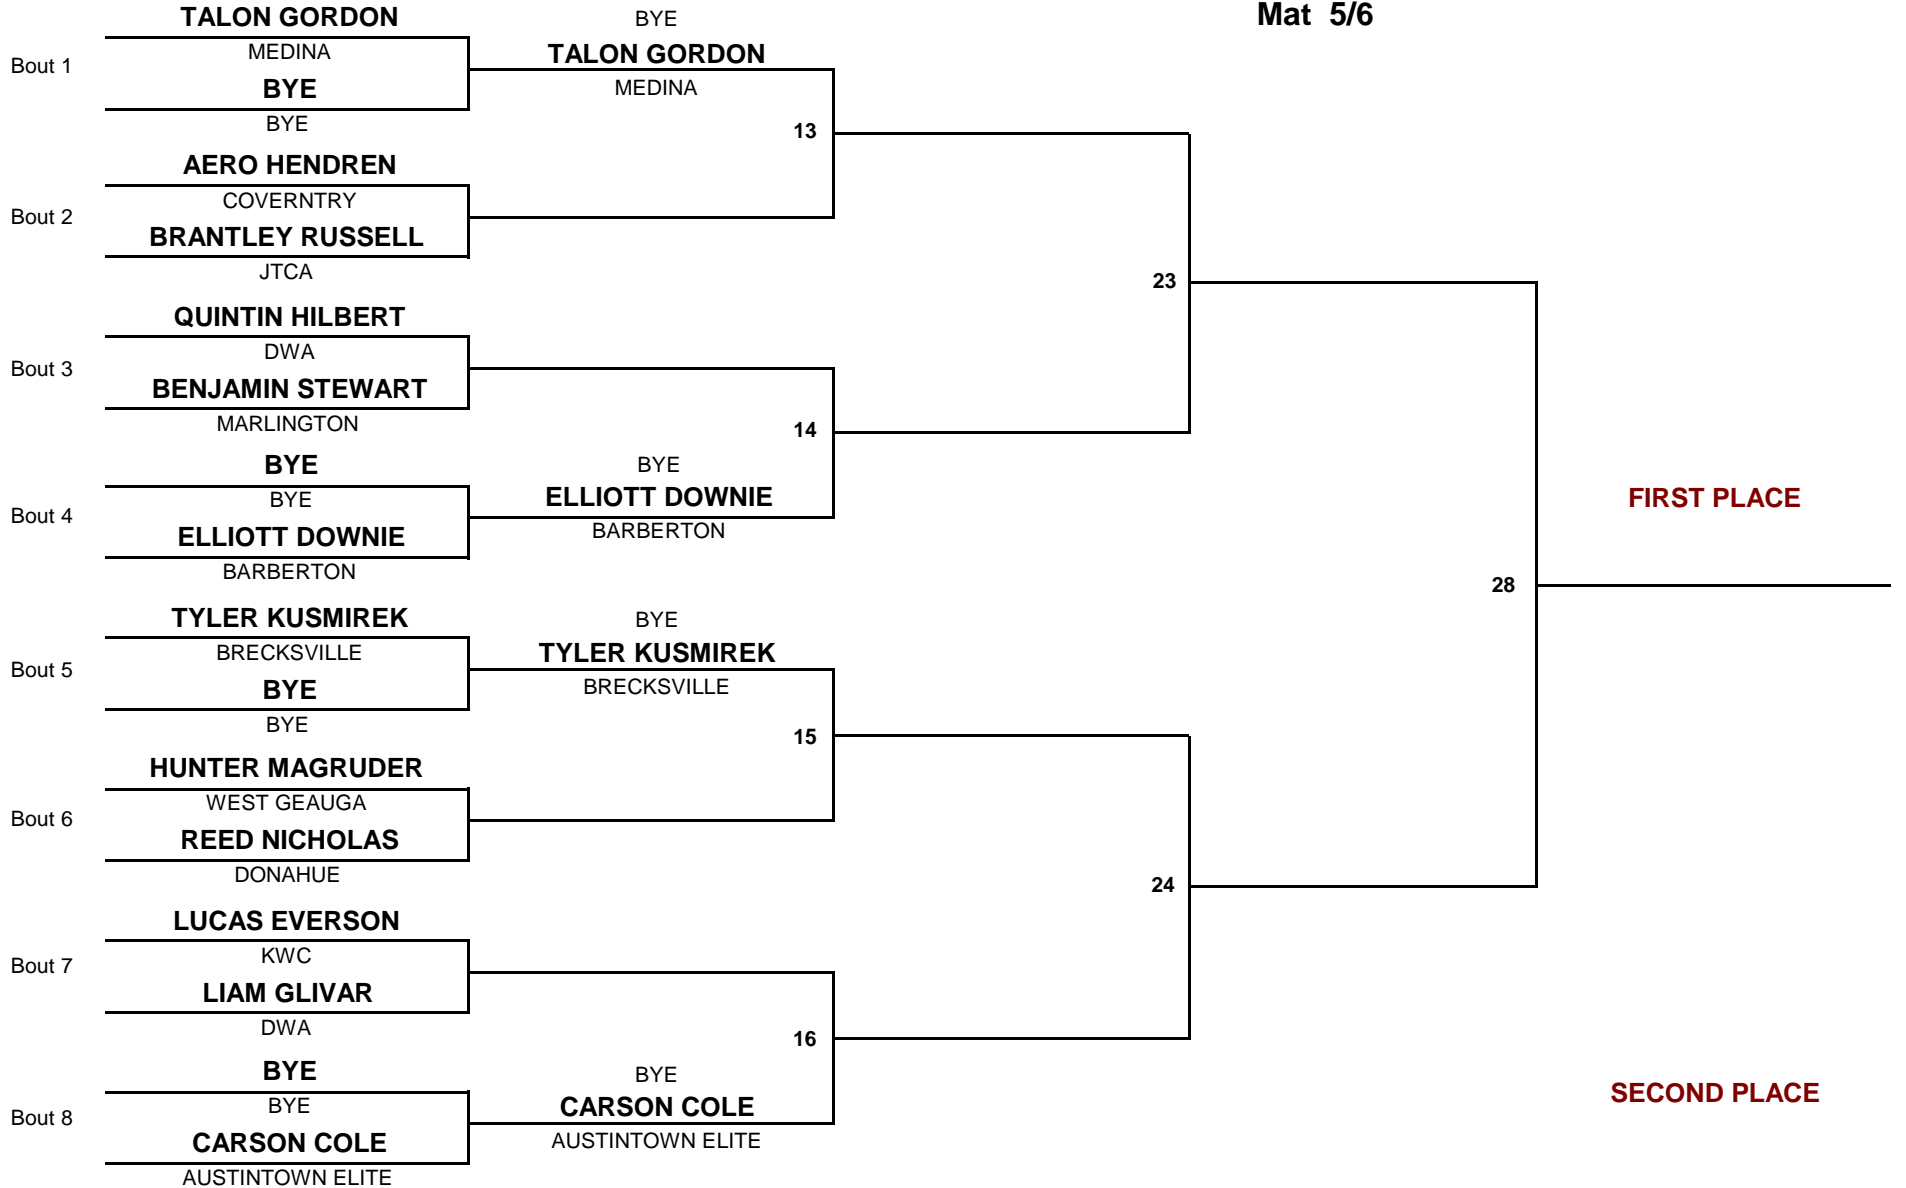 Mat 5/6
TALON GORDON
MEDINA
Bout 1
BYE
BYE
AERO HENDREN
COVERNTRY
Bout 2
BRANTLEY RUSSELL
JTCA
QUINTIN HILBERT
DWA
Bout 3
BENJAMIN STEWART
MARLINGTON
BYE
BYE
Bout 4
ELLIOTT DOWNIE
BARBERTON
TYLER KUSMIREK
BRECKSVILLE
Bout 5
BYE
BYE
HUNTER MAGRUDER
WEST GEAUGA
Bout 6
REED NICHOLAS
DONAHUE
LUCAS EVERSON
KWC
Bout 7
LIAM GLIVAR
DWA
BYE
BYE
Bout 8
CARSON COLE
AUSTINTOWN ELITE
BYE
TALON GORDON
MEDINA
13
14
BYE
ELLIOTT DOWNIE
BARBERTON
BYE
TYLER KUSMIREK
BRECKSVILLE
15
16
BYE
CARSON COLE
AUSTINTOWN ELITE
23
24
28
FIRST PLACE
SECOND PLACE